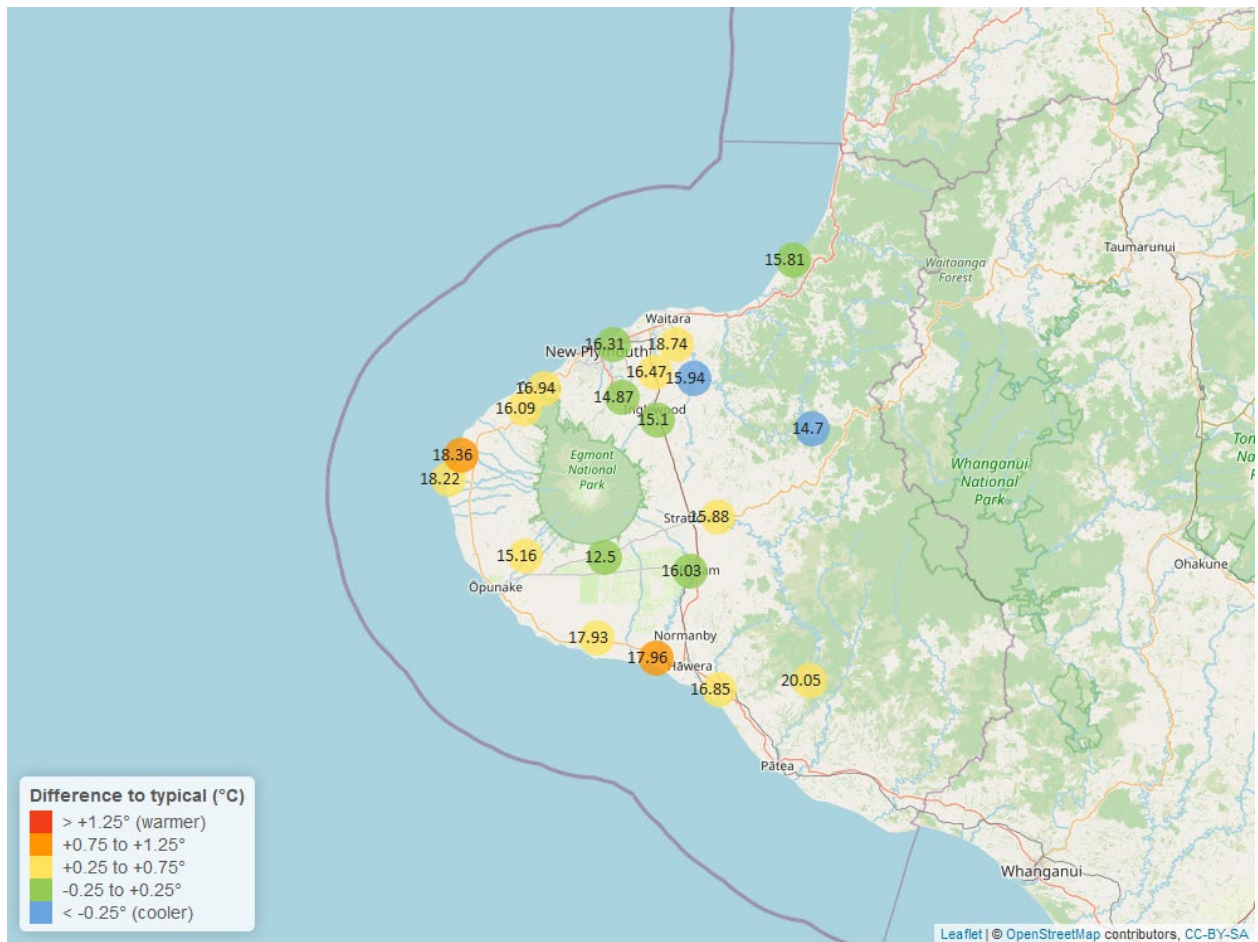 Taumarunui
Waitaanga
Forest
15.81
Waitara
16.31
18.74
New Plymouth
16.47
15.94
16.94
14.87
16.09
Inglewood
15.1
14.7
18.36
Egmont
National
Park
Whanganui
National
Park
18.22
15.88
15.16
12.5
16.03
Ohakune
Ōpunake
17.93
Normanby
17.96
Hāwera
16.85
20.05
Pātea
Whanganui
Difference to typical (°C)
> +1.25° (warmer)
+0.75 to +1.25°
+0.25 to +0.75°
-0.25 to +0.25°
< -0.25° (cooler)
Leaflet | © OpenStreetMap contributors, CC-BY-SA